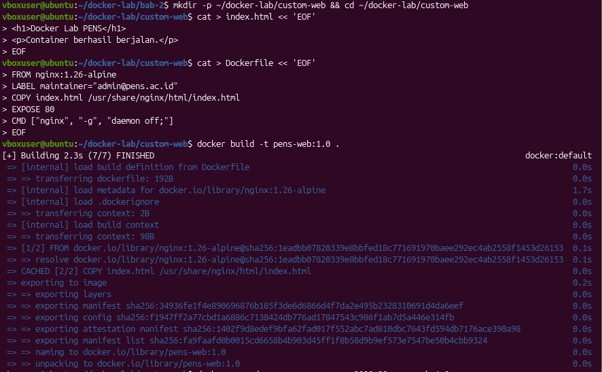 vboxuser@ubuntu:~/docker-lab/bab-2$ mkdir -p ~/docker-lab/custom-web && cd ~/docker-lab/custom-web
vboxuser@ubuntu:~/docker-lab/custom-web$ cat > index.html << 'EOF'
> <h1>Docker Lab PENS</h1>
> <p>Container berhasil berjalan.</p>
> EOF
vboxuser@ubuntu:~/docker-lab/custom-web$ cat > Dockerfile << 'EOF'
> FROM nginx:1.26-alpine
> LABEL maintainer="admin@pens.ac.id"
> COPY index.html /usr/share/nginx/html/index.html
> EXPOSE 80
> CMD ["nginx", "-g", "daemon off;"]
> EOF
vboxuser@ubuntu:~/docker-lab/custom-web$ docker build -t pens-web:1.0 .
[+] Building 2.3s (7/7) FINISHED docker:default
=> [internal] load build definition from Dockerfile 0.0s
=> => transferring dockerfile: 192B 0.0s
=> [internal] load metadata for docker.io/library/nginx:1.26-alpine 1.7s
=> [internal] load .dockerignore 0.0s
=> => transferring context: 2B 0.0s
=> [internal] load build context 0.0s
=> => transferring context: 98B 0.0s
=> [1/2] FROM docker.io/library/nginx:1.26-alpine@sha256:1eadbb07820339e8bbfed18c771691970baee292ec4ab2558f1453d26153 0.1s
=> => resolve docker.io/library/nginx:1.26-alpine@sha256:1eadbb07820339e8bbfed18c771691970baee292ec4ab2558f1453d26153 0.1s
=> CACHED [2/2] COPY index.html /usr/share/nginx/html/index.html 0.0s
=> exporting to image 0.2s
=> => exporting layers 0.0s
=> => exporting manifest sha256:34936fe1f4e890696876b185f3de6d6866d4f7da2e495b2328310691d4da6eef 0.0s
=> => exporting config sha256:f1947ff2a77cbd1a6886c7138424db776ad17847543c986f1ab7d5a446e314fb 0.0s
=> => exporting attestation manifest sha256:1402f9d8edef9bfa62fad017f552abc7ad810dbc7643fd594db7176ace390a98 0.0s
=> => exporting manifest list sha256:fa9faafd0b0015cd6658b4b903d45ff1f8b58d9b9ef573e7547be50b4cbb9324 0.0s
=> => naming to docker.io/library/pens-web:1.0 0.0s
=> => unpacking to docker.io/library/pens-web:1.0 0.0s